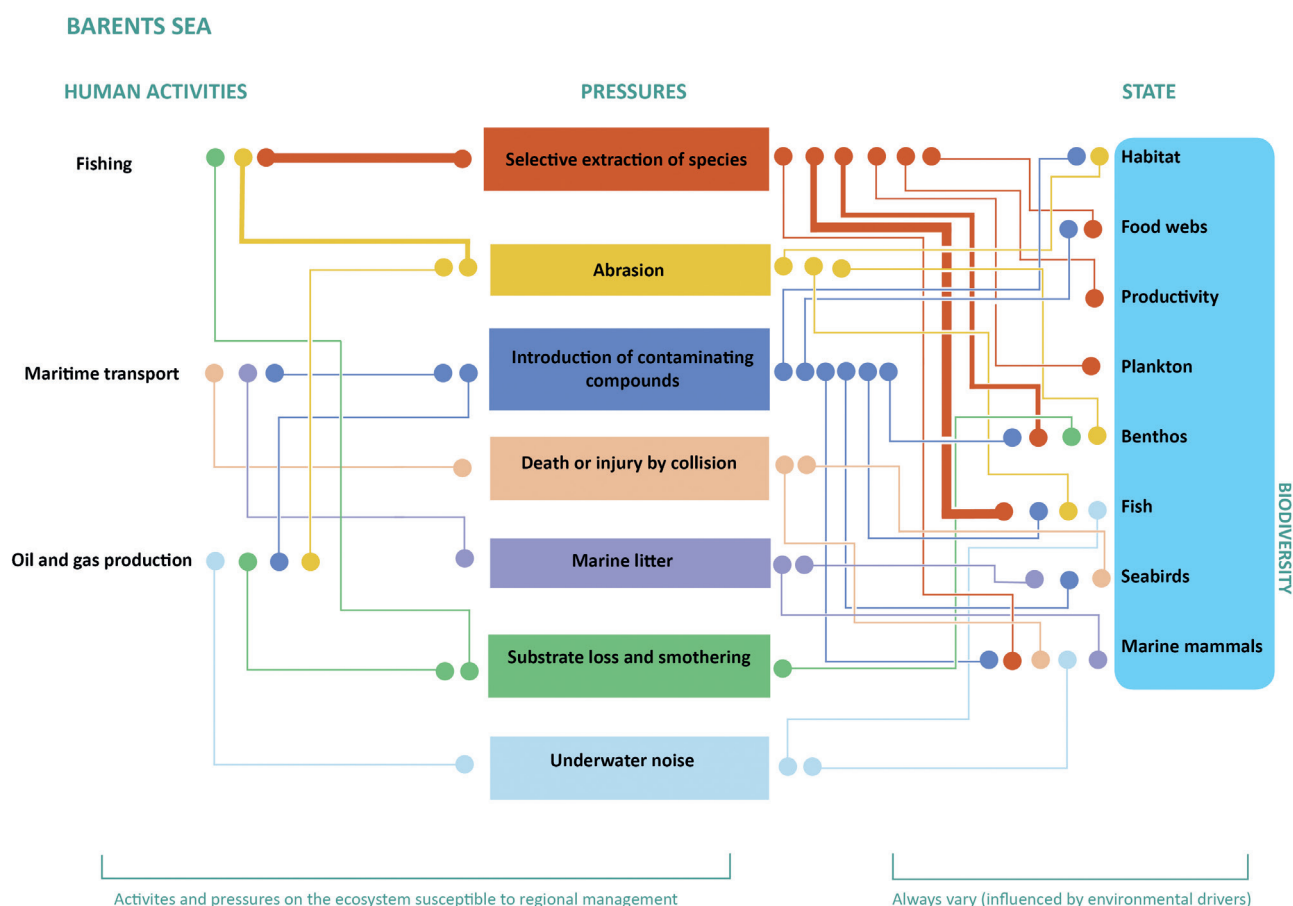 BARENTS SEA
HUMAN ACTIVITIES
PRESSURES
STATE
Fishing
Selective extraction of species
Habitat
Food webs
Abrasion
Productivity
Maritime transport
Introduction of contaminating
compounds
Plankton
Benthos
Death or injury by collision
Fish
BIODIVERSITY
Oil and gas production
Marine litter
Seabirds
Substrate loss and smothering
Marine mammals
Underwater noise
Activites and pressures on the ecosystem susceptible to regional management
Always vary (influenced by environmental drivers)